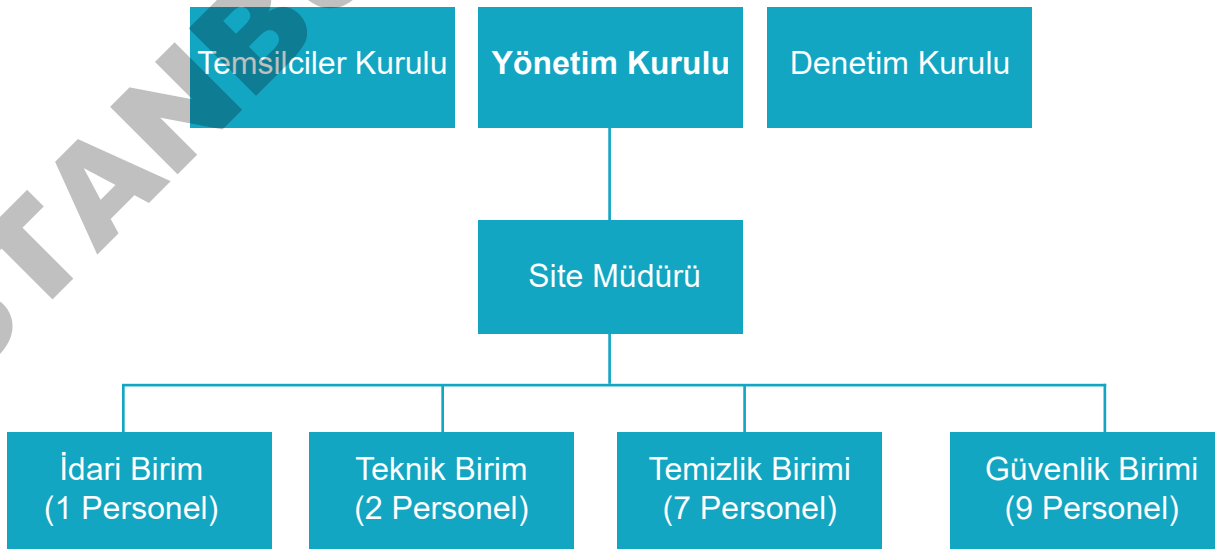 Temsilciler Kurulu
Yönetim Kurulu
Denetim Kurulu
Site Müdürü
İdari Birim
(1 Personel)
Teknik Birim
(2 Personel)
Temizlik Birimi
(7 Personel)
Güvenlik Birimi
(9 Personel)